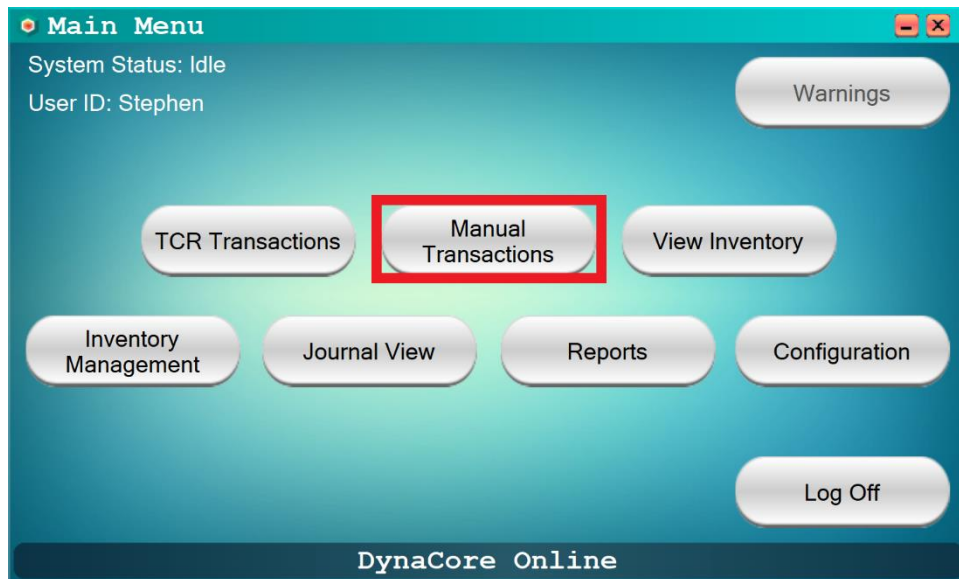 Main Menu
System Status: Idle
User ID: Stephen
Warnings
TCR Transactions
Manual
Transactions
View Inventory
Inventory
Management
Journal View
Reports
Configuration
Log Off
DynaCore Online